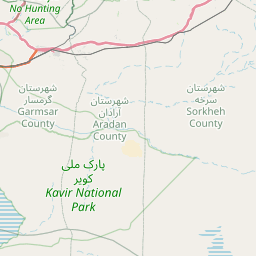 No Hunting
Area
شهرستان
گرمسار
Garmsar
County
شهرستان
آرادان
Aradan
County
شهرستان
سرخه
Sorkheh
County
پارک ملی
کویر
Kavir National
Park